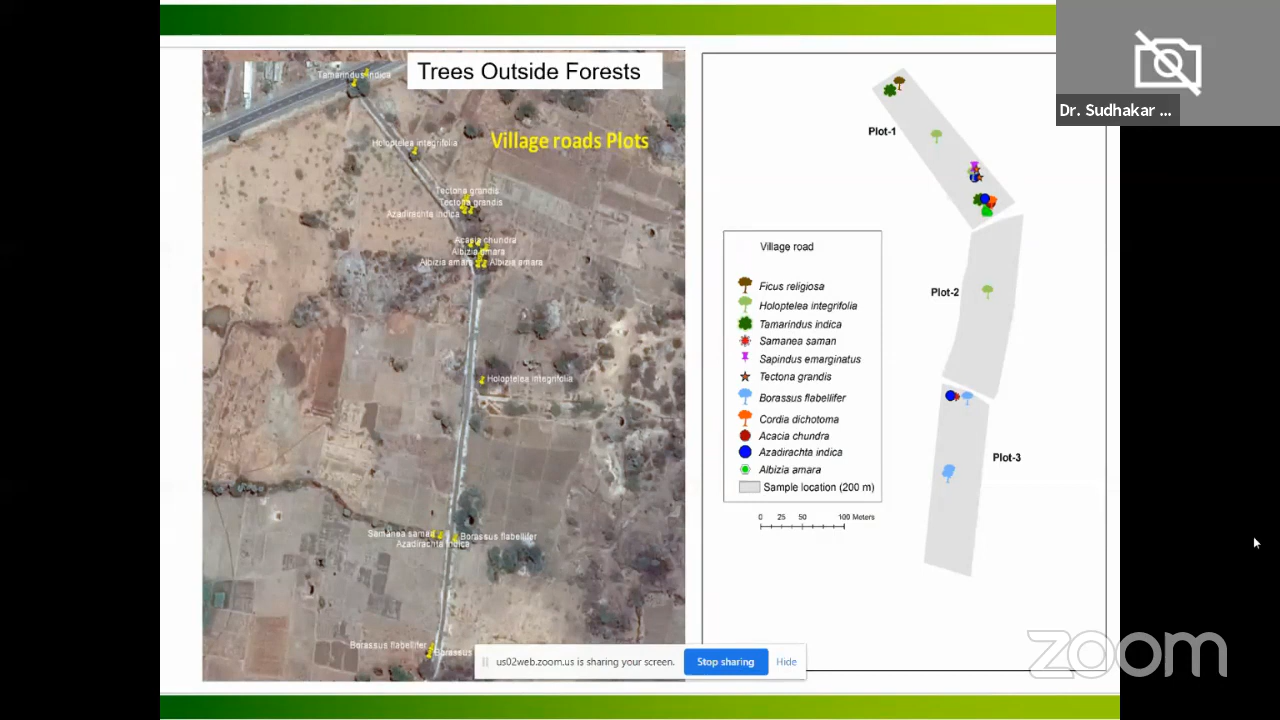 Trees Outside Forests
Village roads Plots
Tamarindus indica
Holoptelea integrifolia
Tectona grandis
Tectona grandis
Azadirachta indica
Acacia chundra
Albizia amara
Albizia amara
Albizia amara
Holoptelea integrifolia
Samanea saman
Borassus flabellifer
Azadirachta indica
Borassus flabellifer
Borassus
Plot-1
Plot-2
Plot-3
Village road
Ficus religiosa
Holoptelea integrifolia
Tamarindus indica
Samanea saman
Sapindus emarginatus
Tectona grandis
Borassus flabellifer
Cordia dichotoma
Acacia chundra
Azadirachta indica
Albizia amara
Sample location (200 m)
0 25 50 100 Meters
Dr. Sudhakar ...
us02web.zoom.us is sharing your screen.
Stop sharing
Hide
zoom